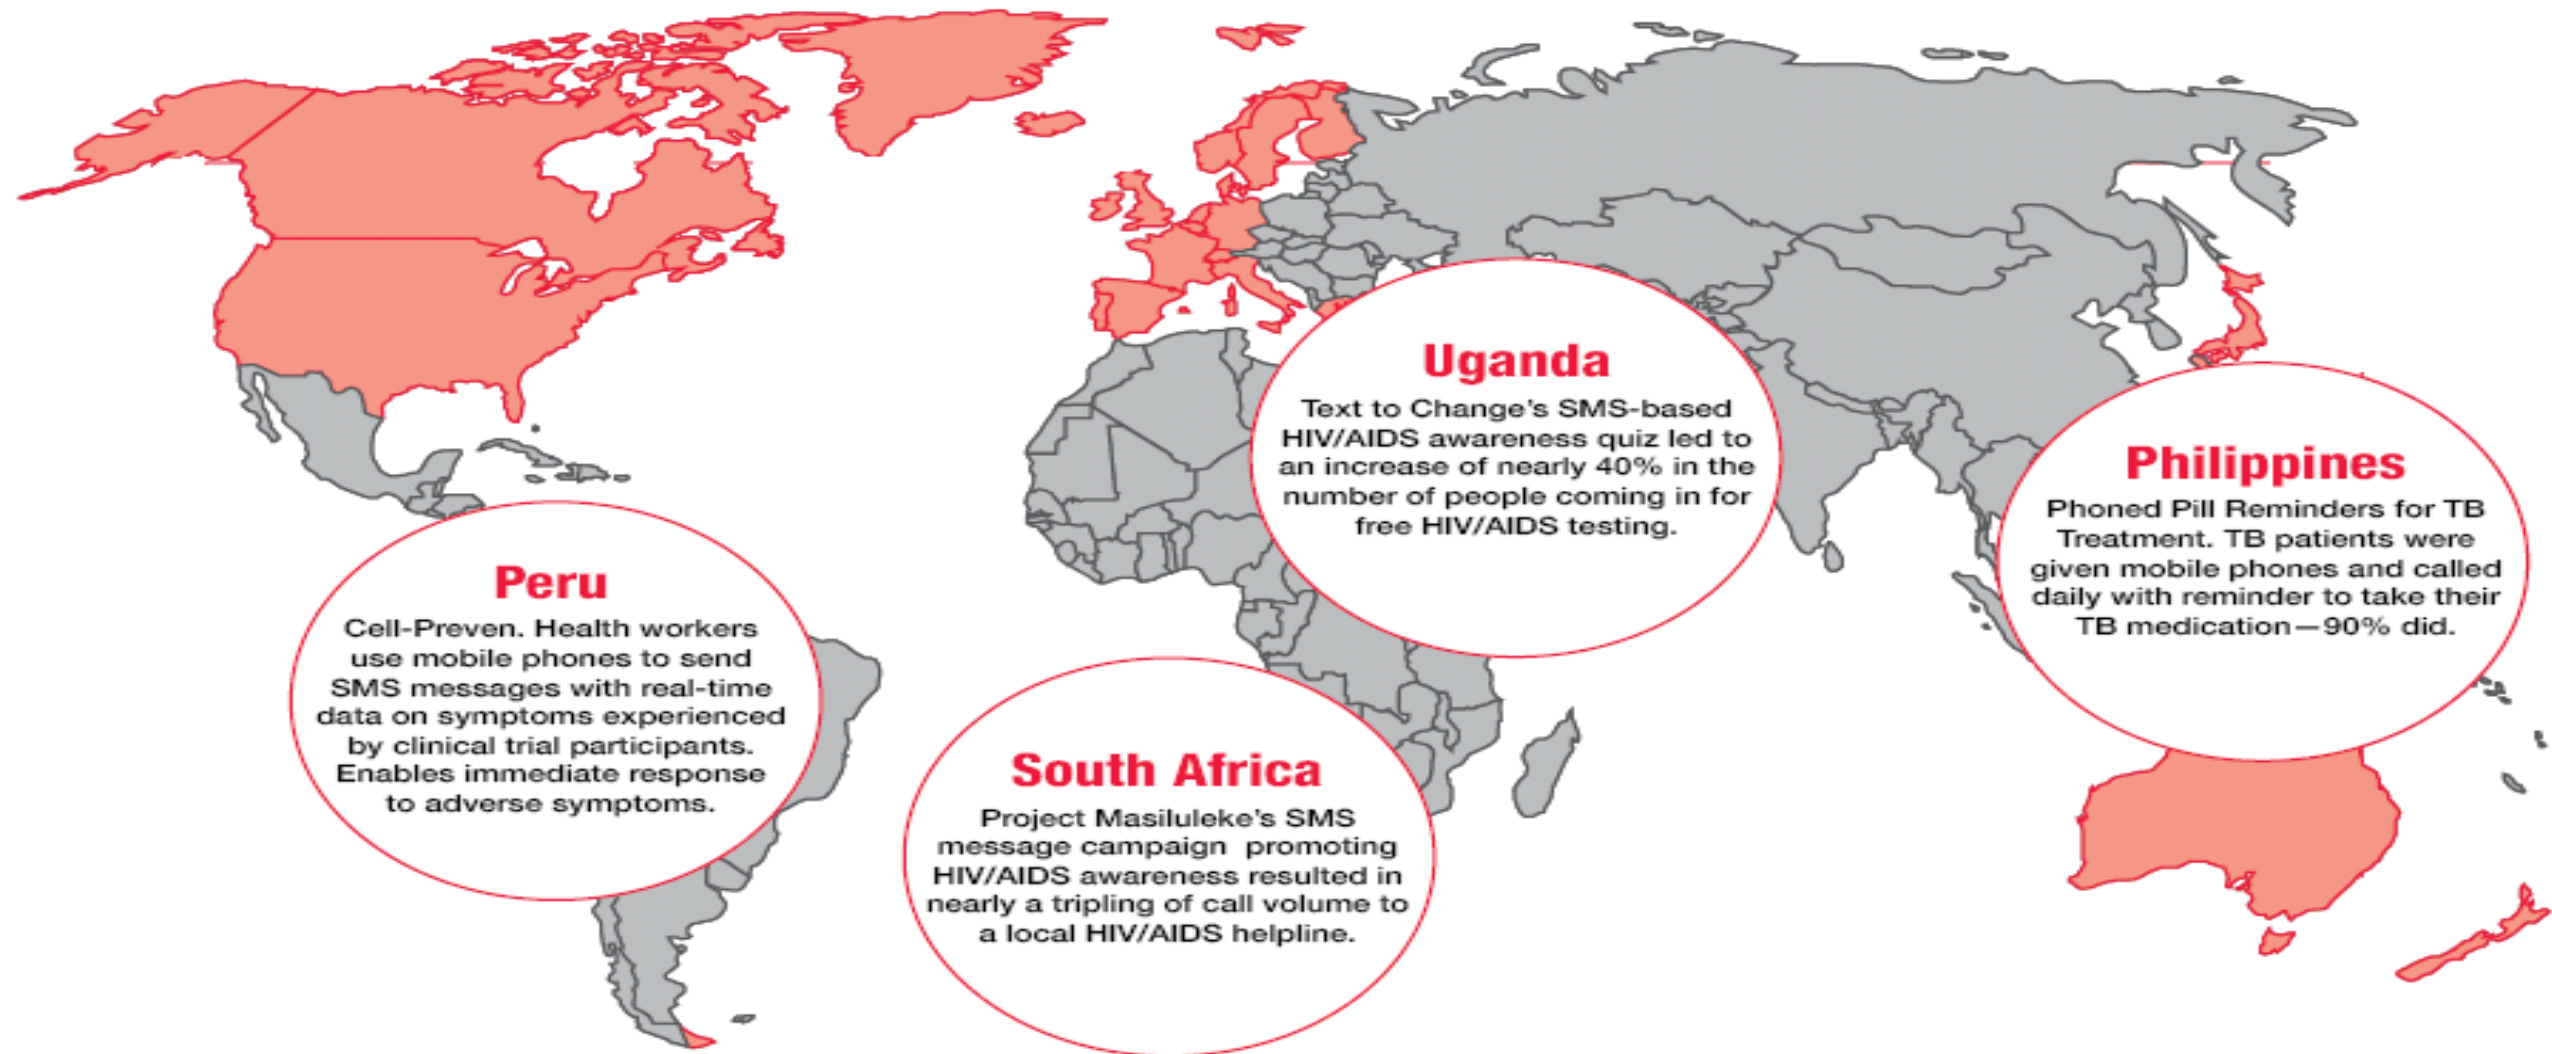 Uganda
Text to Change’s SMS-based
HIV/AIDS awareness quiz led to
an increase of nearly 40% in the
number of people coming in for
free HIV/AIDS testing.
Philippines
Phoned Pill Reminders for TB
Treatment. TB patients were
given mobile phones and called
daily with reminder to take their
TB medication—90% did.
Peru
Cell-Preven. Health workers
use mobile phones to send
SMS messages with real-time
data on symptoms experienced
by clinical trial participants.
Enables immediate response
to adverse symptoms.
South Africa
Project Masiluleke’s SMS
message campaign promoting
HIV/AIDS awareness resulted in
nearly a tripling of call volume to
a local HIV/AIDS helpline.